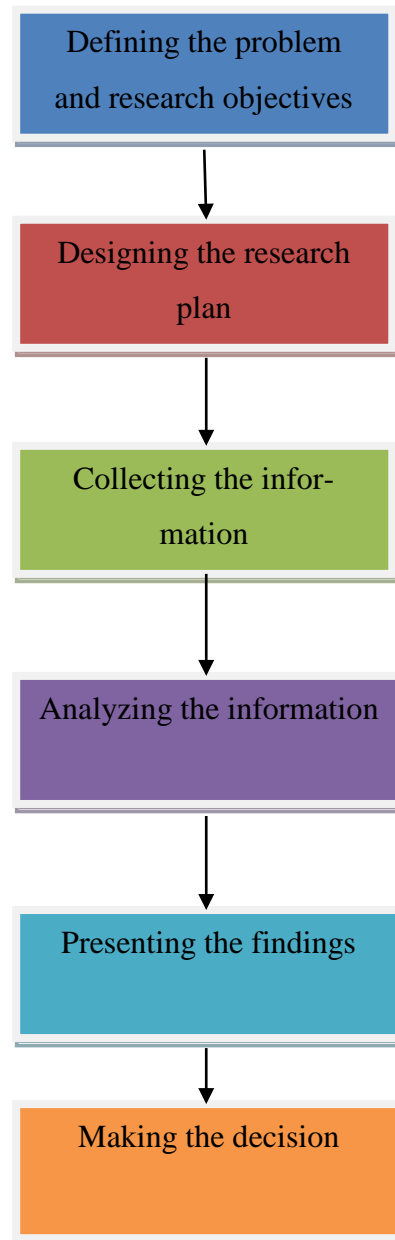 Defining the problem
and research objectives
Designing the research
plan
Collecting the infor-
mation
Analyzing the information
Presenting the findings
Making the decision